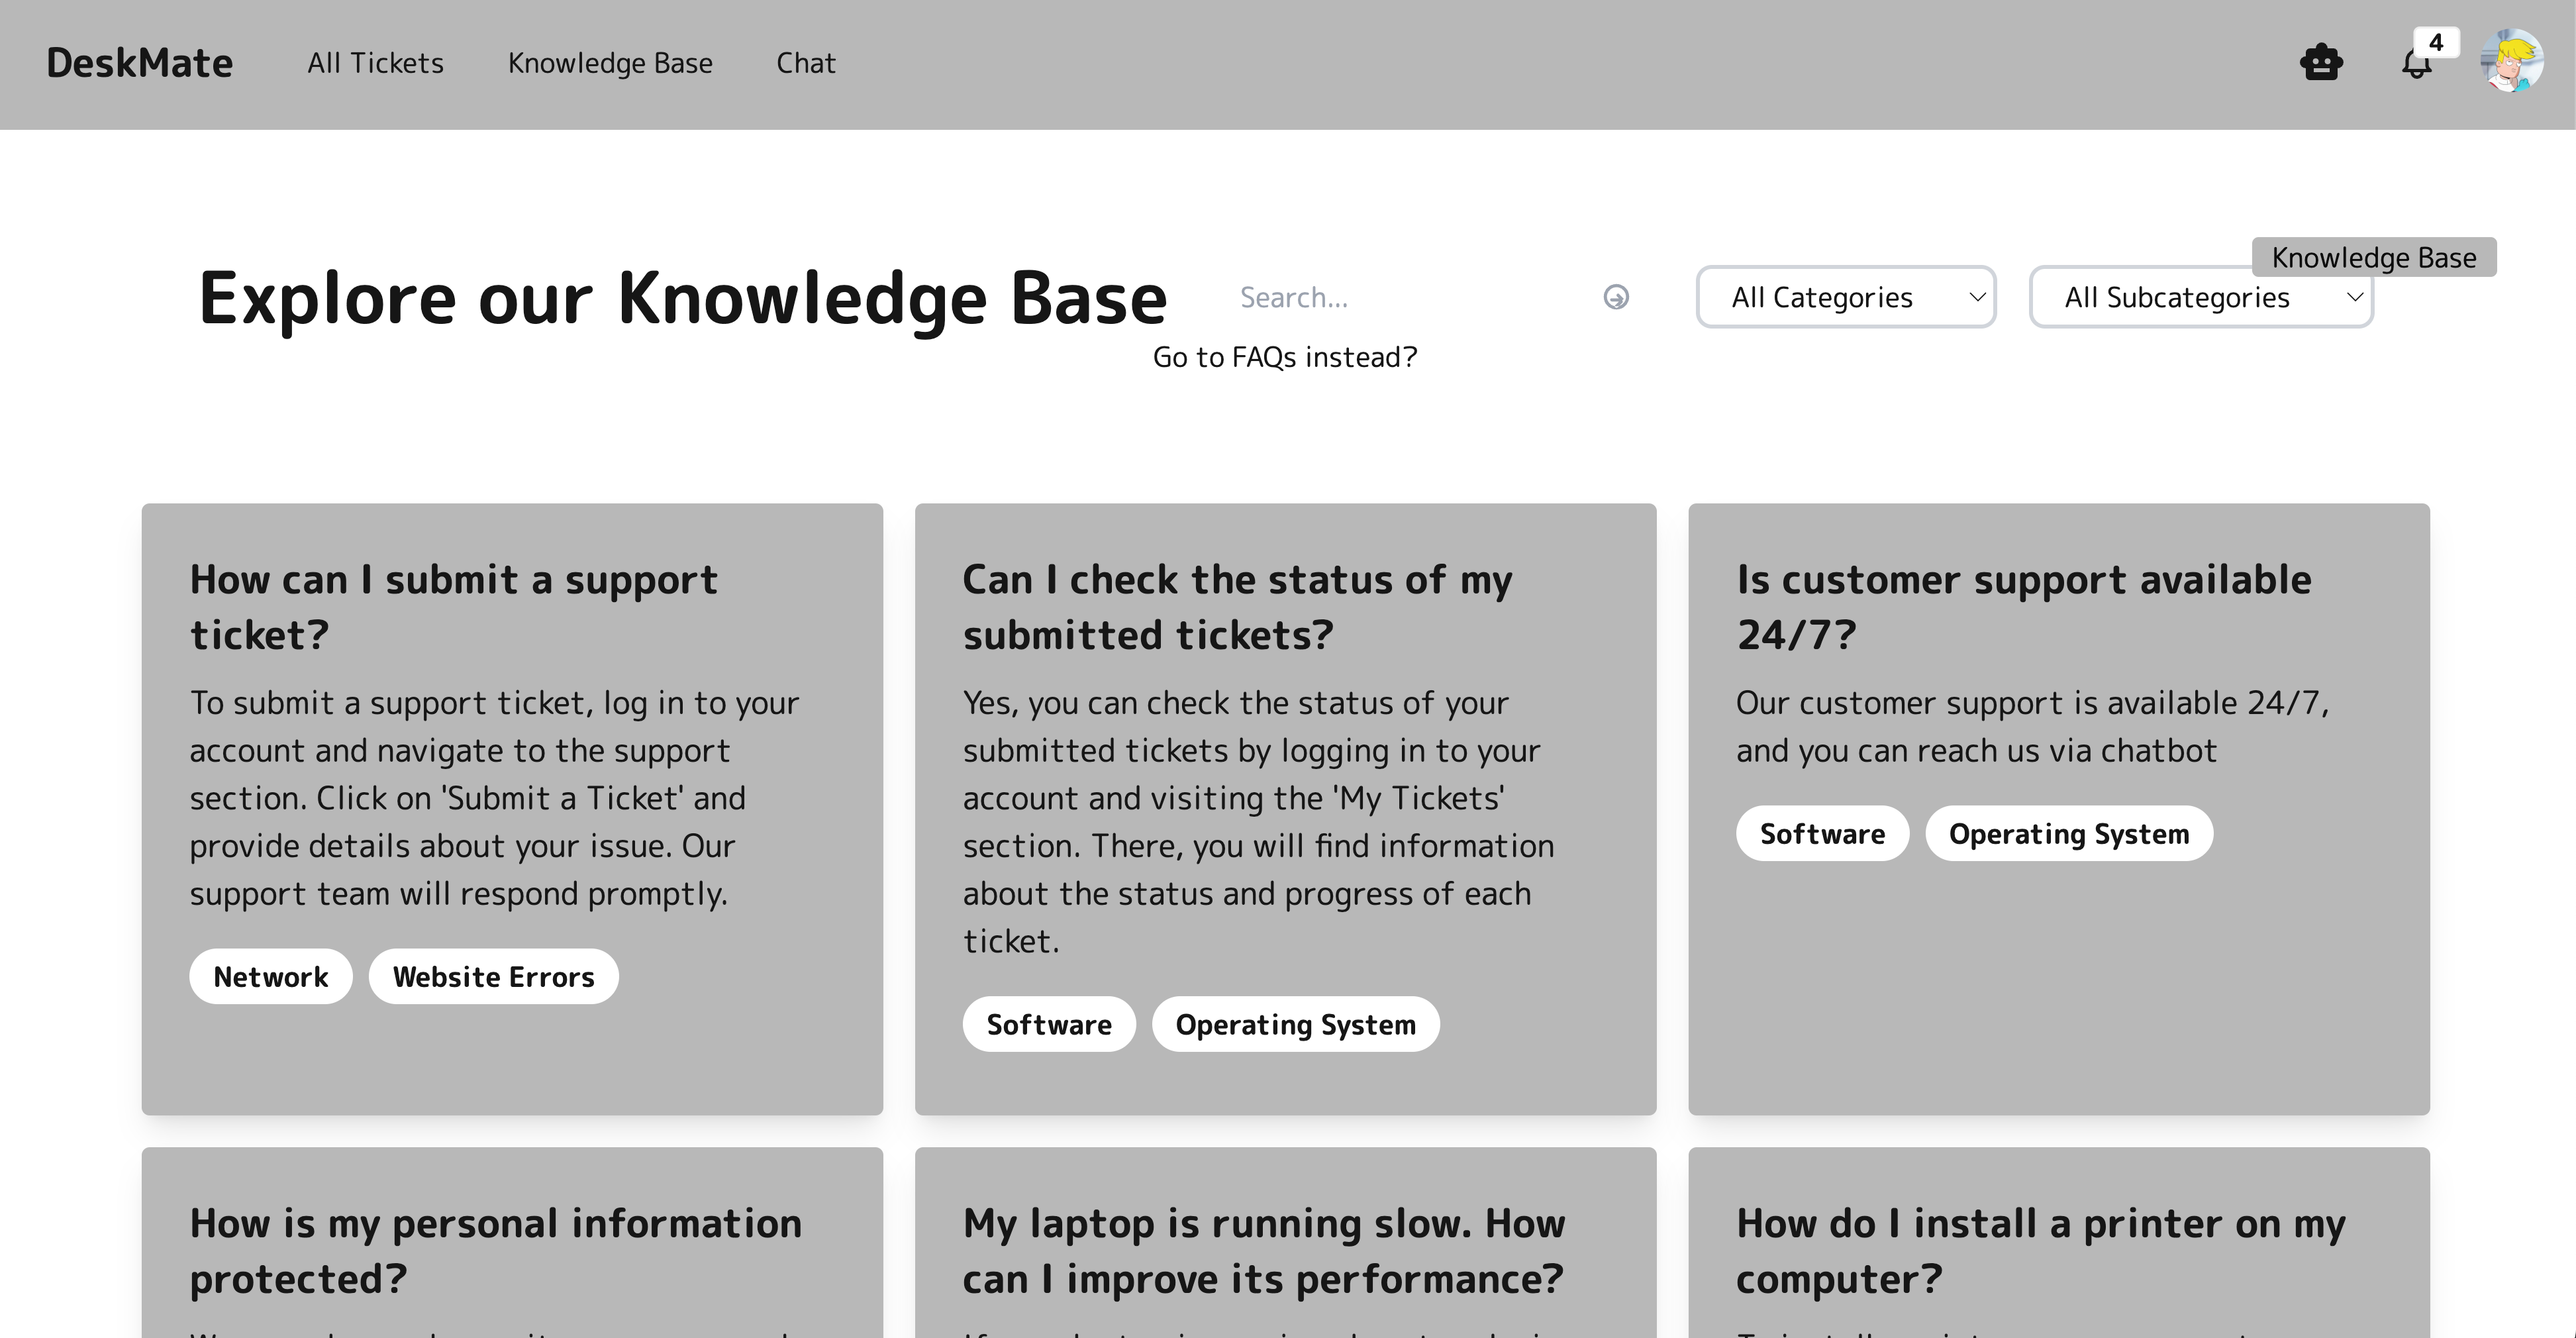 DeskMate
All Tickets
Knowledge Base
Chat
4
Knowledge Base
Explore our Knowledge Base
Search...
All Categories
All Subcategories
Go to FAQs instead?
How can I submit a support
ticket?
To submit a support ticket, log in to your
account and navigate to the support
section. Click on 'Submit a Ticket' and
provide details about your issue. Our
support team will respond promptly.
Network
Website Errors
Can I check the status of my
submitted tickets?
Yes, you can check the status of your
submitted tickets by logging in to your
account and visiting the 'My Tickets'
section. There, you will find information
about the status and progress of each
ticket.
Software
Operating System
Is customer support available
24/7?
Our customer support is available 24/7,
and you can reach us via chatbot
Software
Operating System
How is my personal information
protected?
My laptop is running slow. How
can I improve its performance?
How do I install a printer on my
computer?